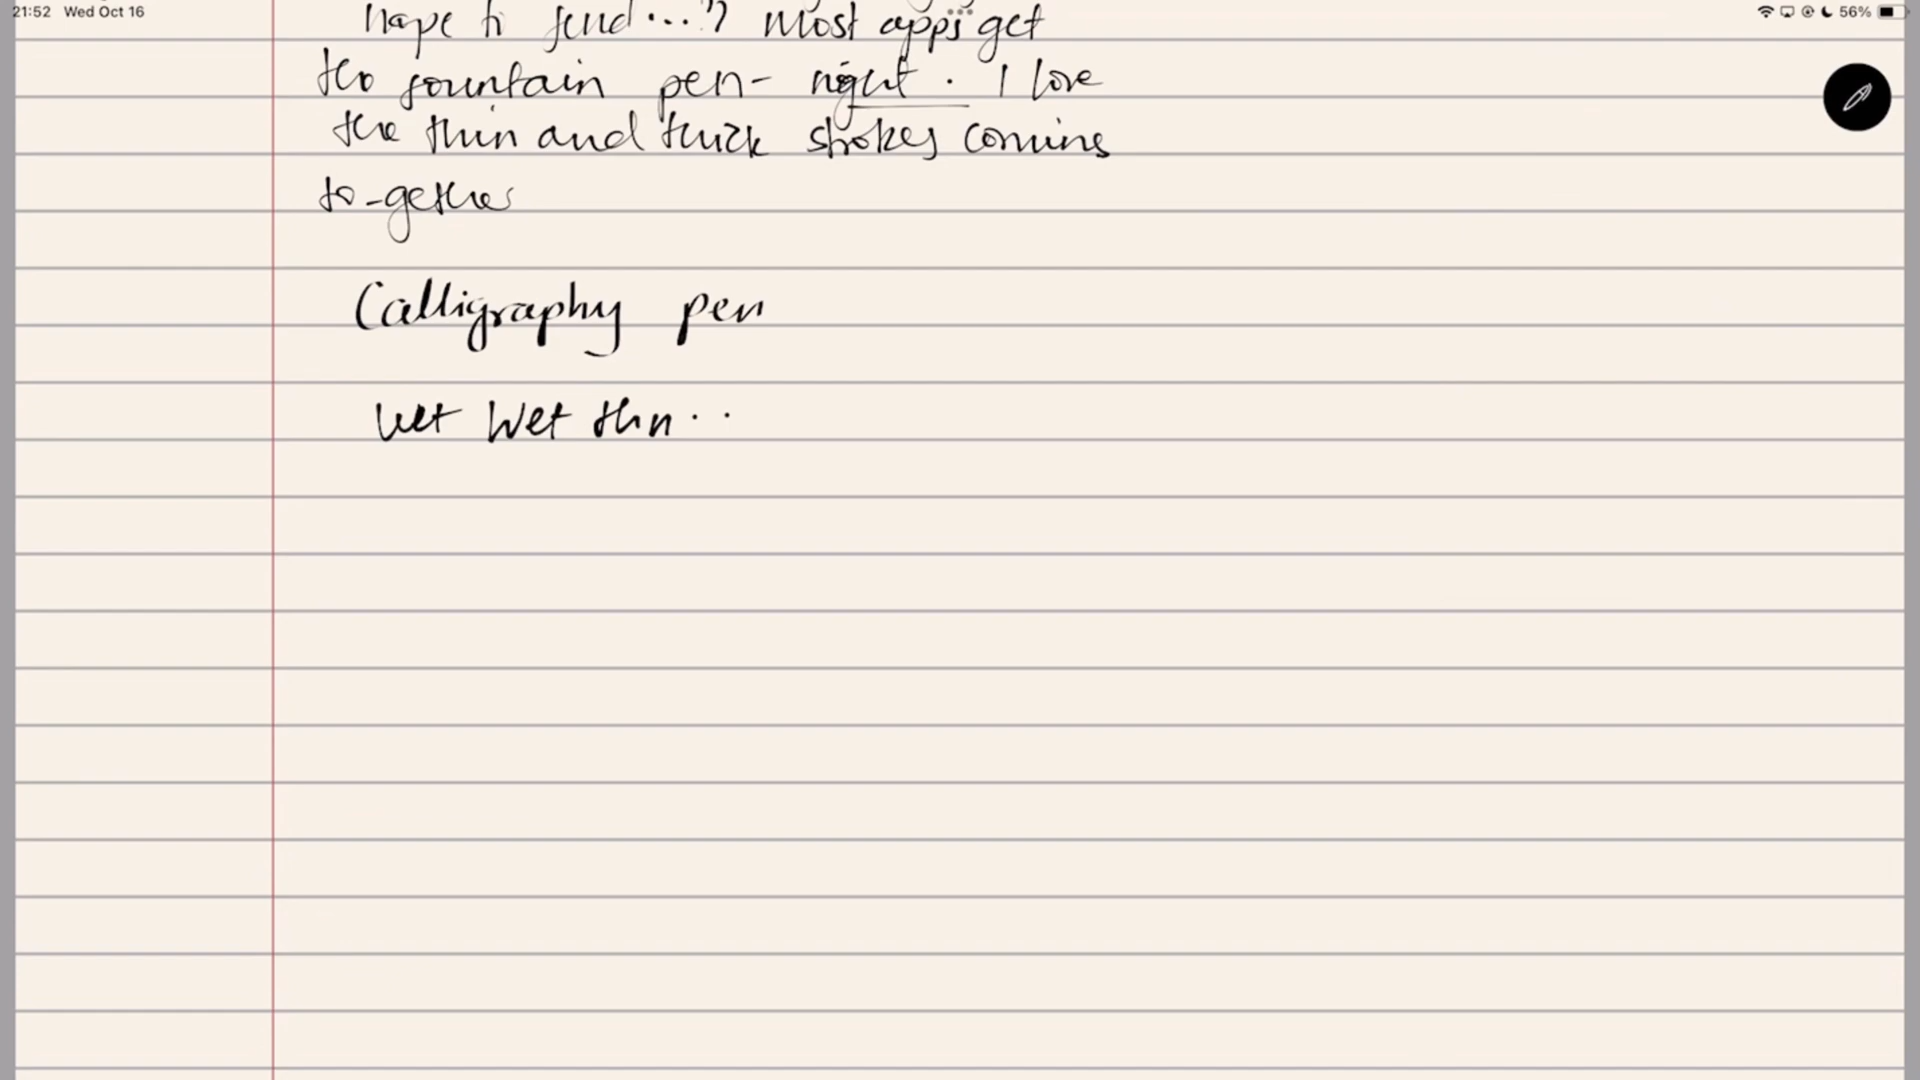 21:52 Wed Oct 16 56%
hope to find...? Most apps get
the fountain pen- right. I love
the thin and thick strokes coming
to-gether
Calligraphy pen
Wet Wet thn..